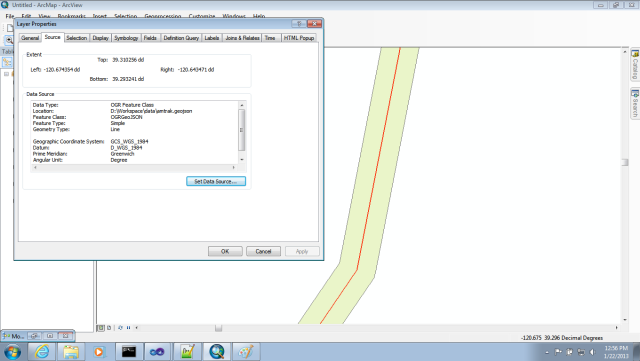 Untitled - ArcMap - ArcView
File Edit View Bookmarks Insert Selection Geoprocessing Customize Windows Help
Layer Properties
General Source Selection Display Symbology Fields Definition Query Labels Joins & Relates Time HTML Popup
Extent
Top: 39.310256 dd
Left: -120.674354 dd Right: -120.643471 dd
Bottom: 39.293241 dd
Data Source
Data Type: OGR Feature Class
Location: D:\Workspace\data\amtrak.geojson
Feature Class: OGRGeoJSON
Feature Type: Simple
Geometry Type: Line
Geographic Coordinate System: GCS_WGS_1984
Datum: D_WGS_1984
Prime Meridian: Greenwich
Angular Unit: Degree
Set Data Source...
OK Cancel Apply
Table
Catalog
Search
Mo...
-120.675 39.296 Decimal Degrees
12:56 PM
1/22/2013